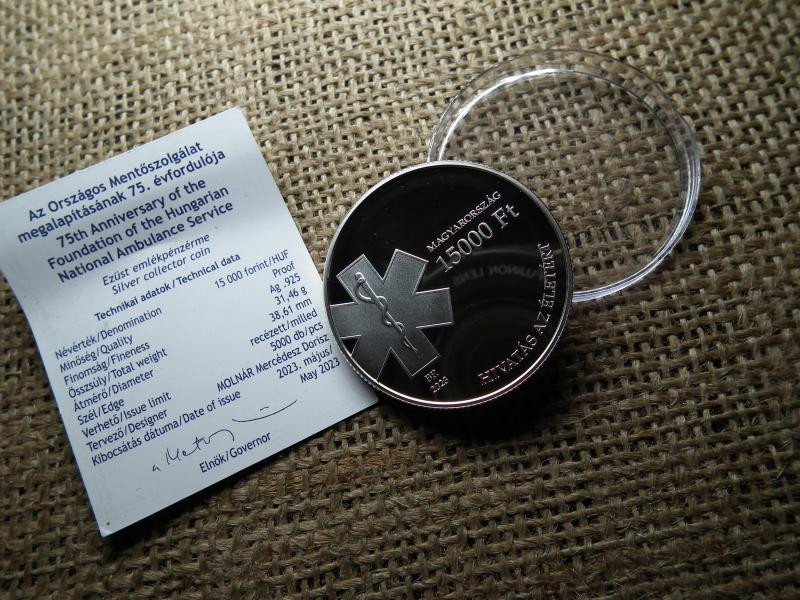 Az Országos Mentőszolgálat
megalapításának 75. évfordulója
75th Anniversary of the
Foundation of the Hungarian
National Ambulance Service
Ezüst emlékpénzérme
Silver collector coin
Technikai adatok/Technical data
Névérték/Denomination 15 000 forint/HUF
Minőség/Quality Proof
Finomság/Fineness Ag .925
Összsúly/Total weight 31,46 g
Átmérő/Diameter 38,61 mm
Szél/Edge recézett/milled
Verhető/Issue limit 5000 db/pcs
Tervező/Designer MOLNÁR Mercédesz Dorisz
Kibocsátás dátuma/Date of issue 2023. május/
May 2023
Elnök/Governor
MAGYARORSZÁG
15000 Ft
HIVATÁS AZ ÉLETÉRT
BP.
2023